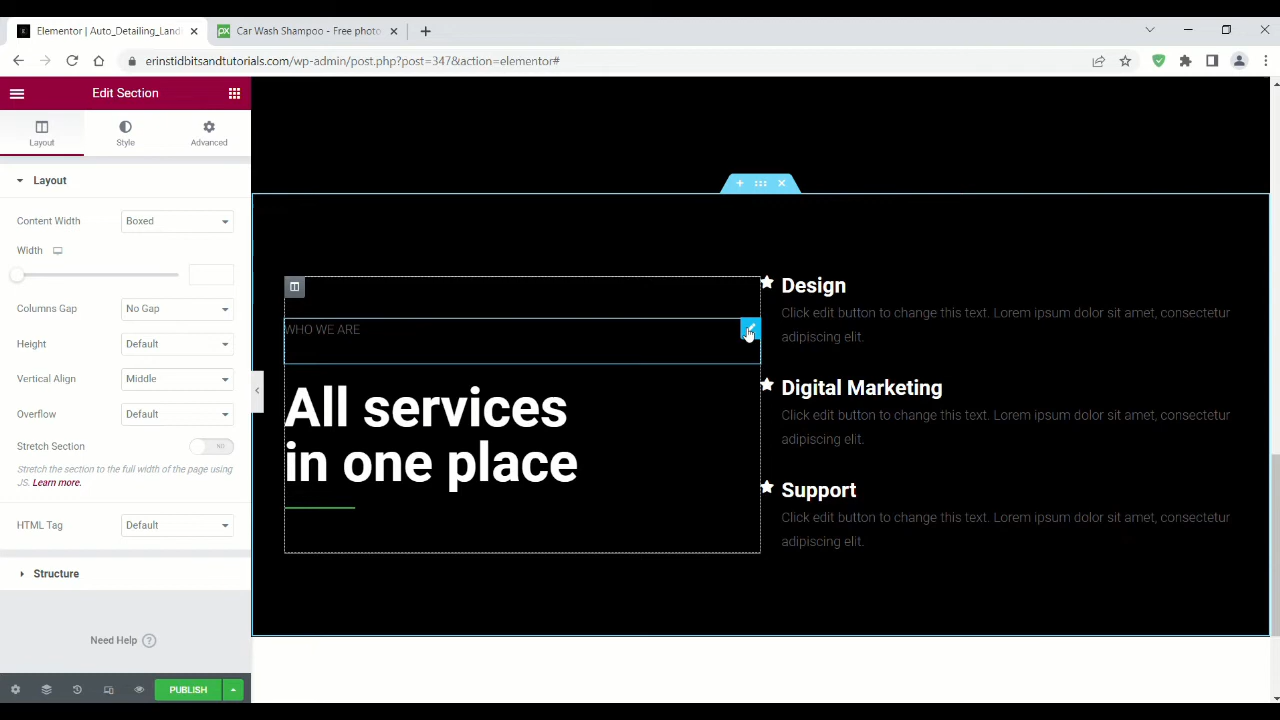 Elementor | Auto_Detailing_Land
Car Wash Shampoo - Free photo
erinstidbitsandtutorials.com/wp-admin/post.php?post=347&action=elementor#
Edit Section
Layout
Style
Advanced
Layout
Content Width
Boxed
Width
Columns Gap
No Gap
Height
Default
Vertical Align
Middle
Overflow
Default
Stretch Section
NO
Stretch the section to the full width of the page using
JS. Learn more.
HTML Tag
Default
Structure
Need Help
PUBLISH
WHO WE ARE
All services
in one place
Design
Click edit button to change this text. Lorem ipsum dolor sit amet, consectetur
adipiscing elit.
Digital Marketing
Click edit button to change this text. Lorem ipsum dolor sit amet, consectetur
adipiscing elit.
Support
Click edit button to change this text. Lorem ipsum dolor sit amet, consectetur
adipiscing elit.